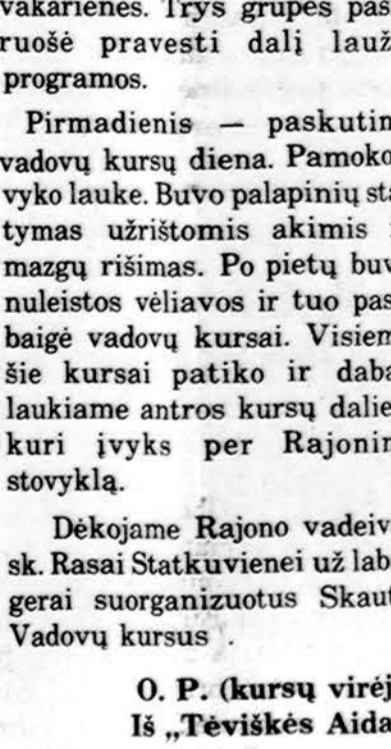 vakarienės. Trys grupės pas
ruošė pravesti dalį lauž
programos.
Pirmadienis — paskutin
vadovų kursų diena. Pamoko
vyko lauke. Buvo palapinių sta
tymas užrištomis akimis
mazgų rišimas. Po pietų buv
nuleistos vėliavos ir tuo pas
baigė vadovų kursai. Visiem
šie kursai patiko ir daba
laukiame antros kursų dalie
kuri įvyks per Rajonin
stovyklą.
Dėkojame Rajono vadeiv
sk. Rasai Statkuvienei už lab
gerai suorganizuotus Skaut
Vadovų kursus .
O. P. (kursų virėj
Iš „Tėviškės Aida